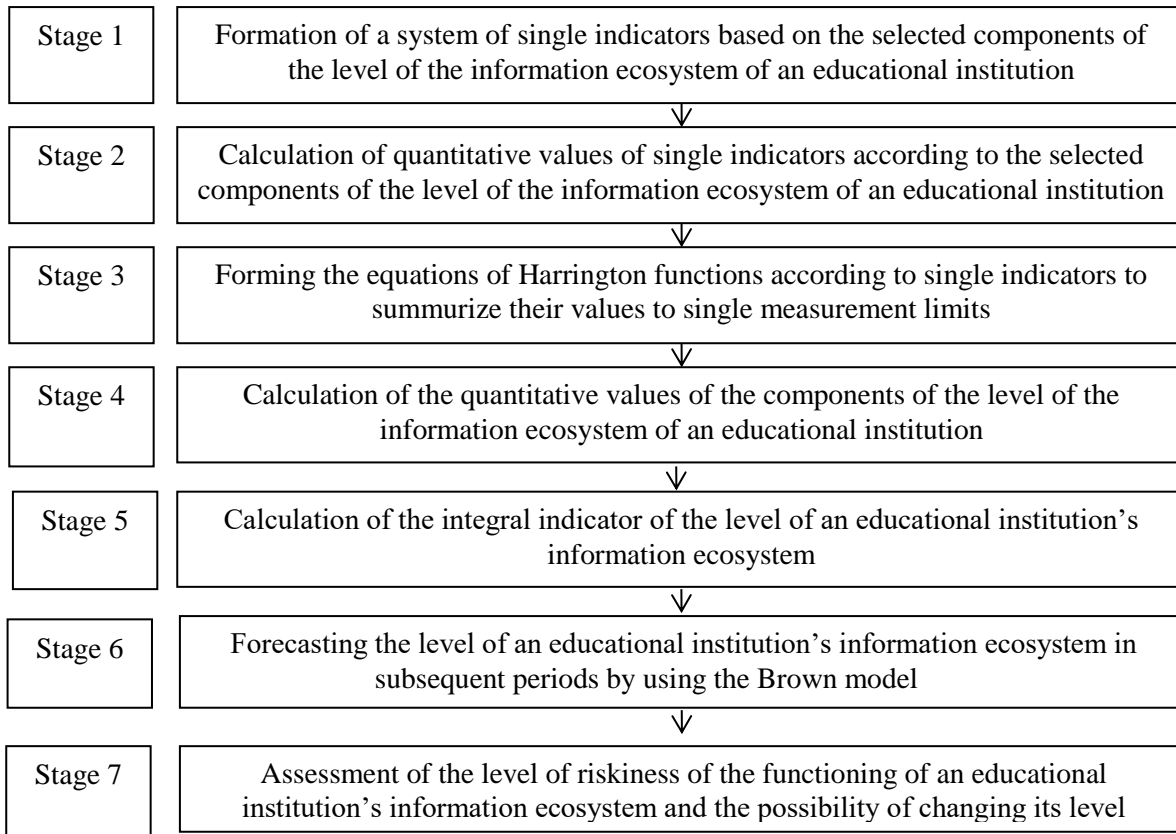 Stage 1
Formation of a system of single indicators based on the selected components of
the level of the information ecosystem of an educational institution
Stage 2
Calculation of quantitative values of single indicators according to the selected
components of the level of the information ecosystem of an educational institution
Stage 3
Forming the equations of Harrington functions according to single indicators to
summurize their values to single measurement limits
Stage 4
Calculation of the quantitative values of the components of the level of the
information ecosystem of an educational institution
Stage 5
Calculation of the integral indicator of the level of an educational institution’s
information ecosystem
Stage 6
Forecasting the level of an educational institution’s information ecosystem in
subsequent periods by using the Brown model
Stage 7
Assessment of the level of riskiness of the functioning of an educational
institution’s information ecosystem and the possibility of changing its level